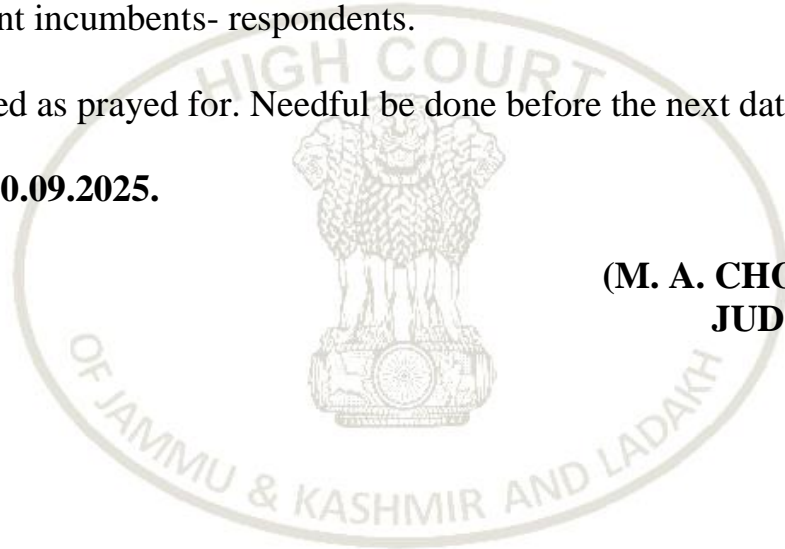 nt incumbents- respondents.
HIGH COURT
ed as prayed for. Needful be done before the next dat
0.09.2025.
(M. A. CHO
JUD
OF JAMMU & KASHMIR AND LADAKH